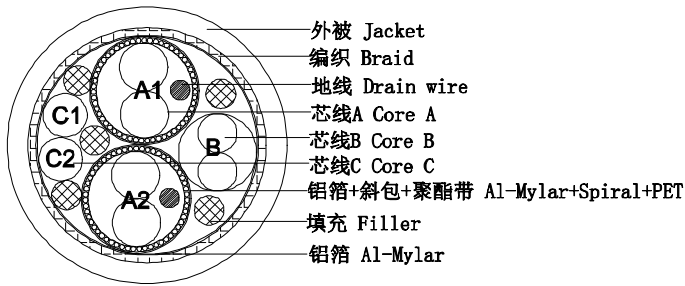 外被 Jacket
编织 Braid
地线 Drain wire
芯线A Core A
芯线B Core B
芯线C Core C
铝箔+斜包+聚酯带 Al-Mylar+Spiral+PET
填充 Filler
铝箔 Al-Mylar
A1
C1
B
C2
A2